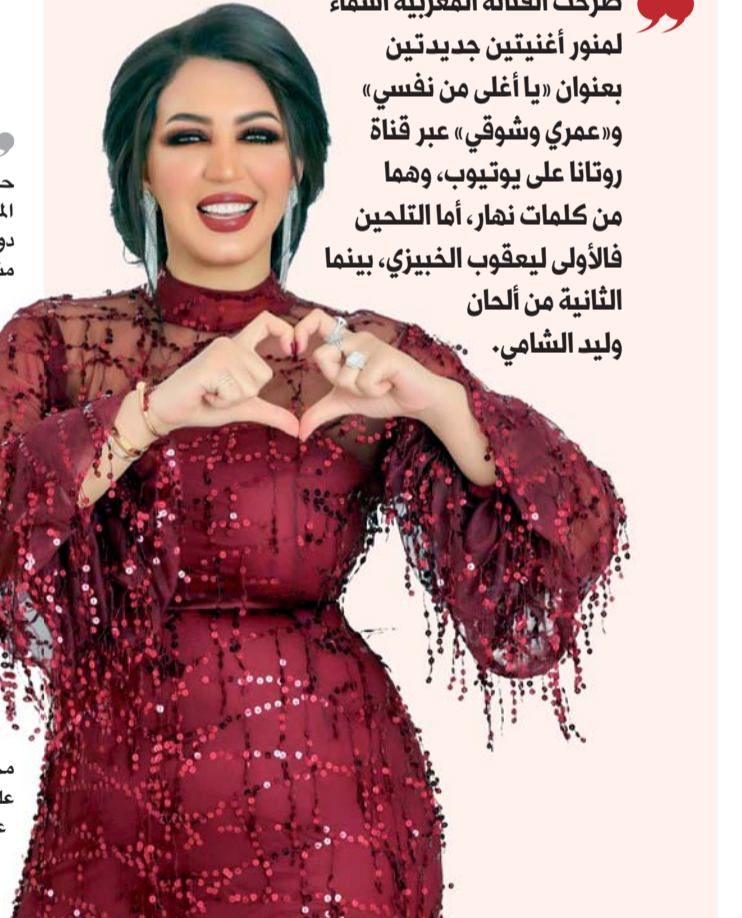 طرحت الفنانة المغربية أسماء
لمنور أغنيتين جديدتين
بعنوان «يا أغلى من نفسي»
و«عمري وشوقي» عبر قناة
روتانا على يوتيوب، وهما
من كلمات نهار، أما التلحين
فالأولى ليعقوب الخبيزي، بينما
الثانية من ألحان
وليد الشامي.